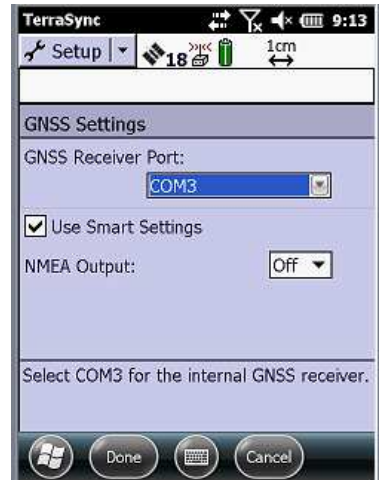 TerraSync 9:13
Setup 18 1cm
GNSS Settings
GNSS Receiver Port:
COM3
Use Smart Settings
NMEA Output: Off
Select COM3 for the internal GNSS receiver.
Done Cancel